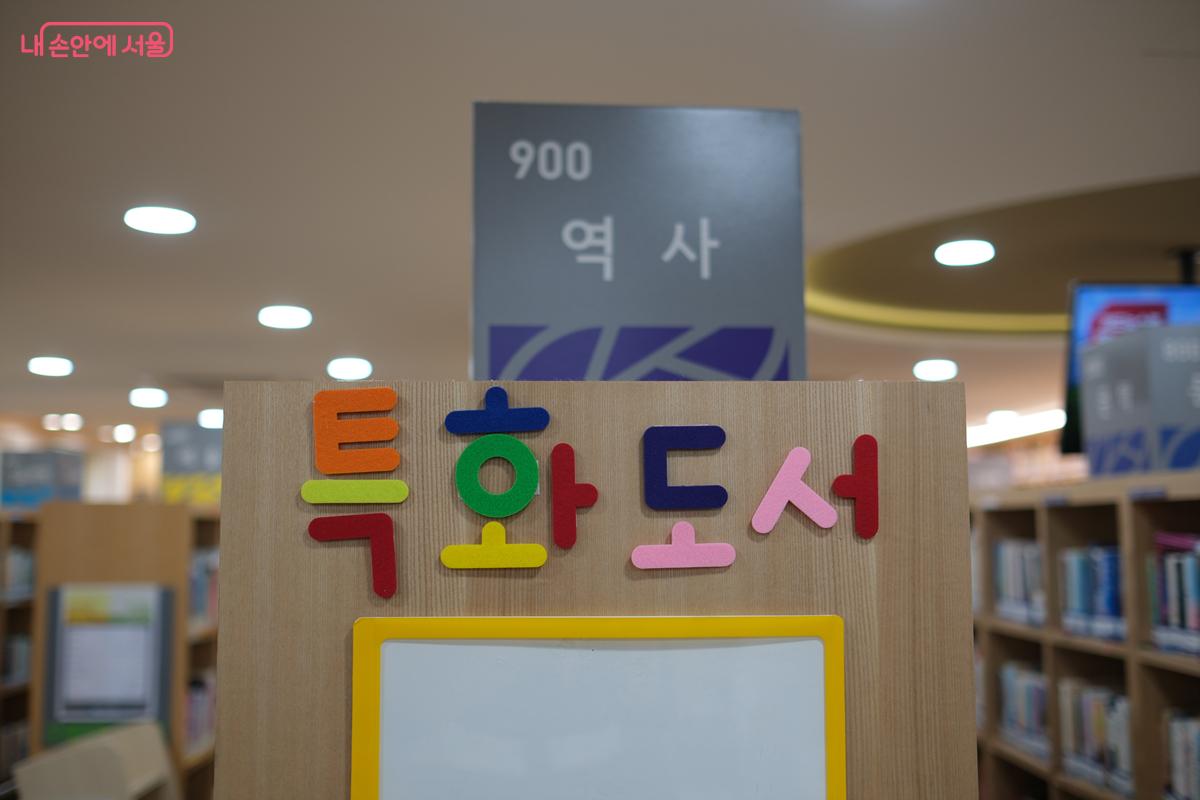 내 손안에 서울
900
역 사
특화 도서